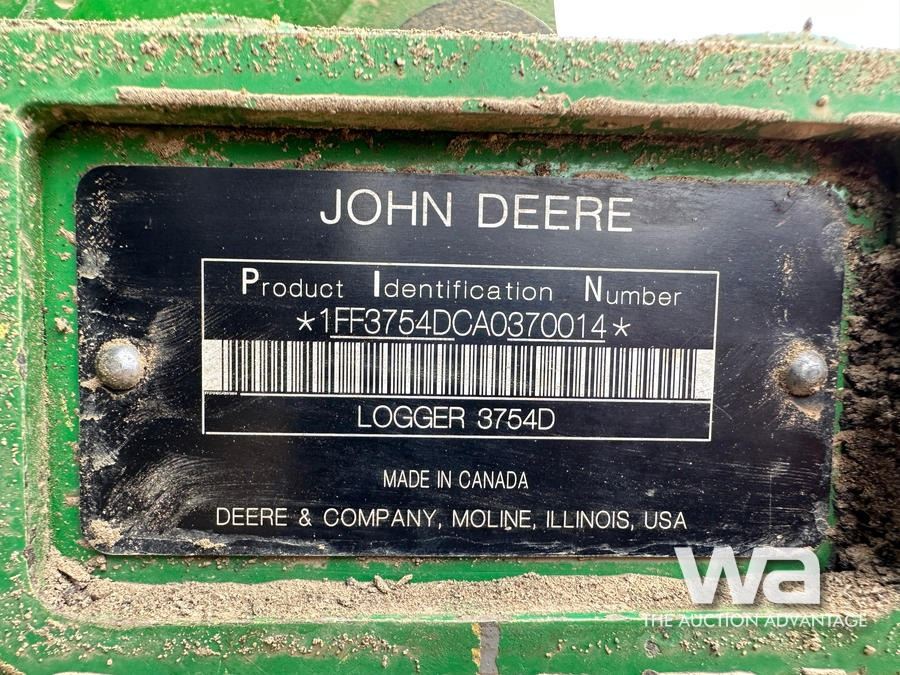 JOHN DEERE
Product Identification Number
*1FF3754DCA0370014*
LOGGER 3754D
MADE IN CANADA
DEERE & COMPANY, MOLINE, ILLINOIS, USA
wa
THE AUCTION ADVANTAGE